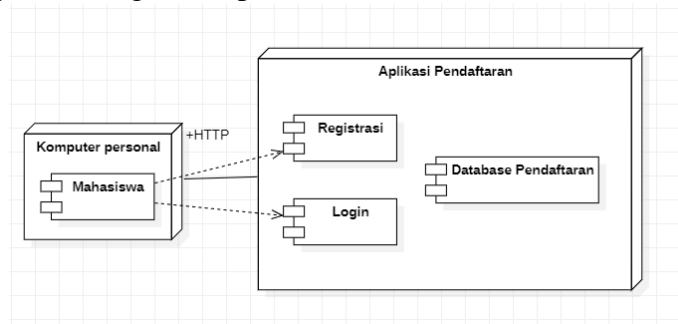 Aplikasi Pendaftaran
+HTTP
Registrasi
Komputer personal
Mahasiswa
Database Pendaftaran
Login